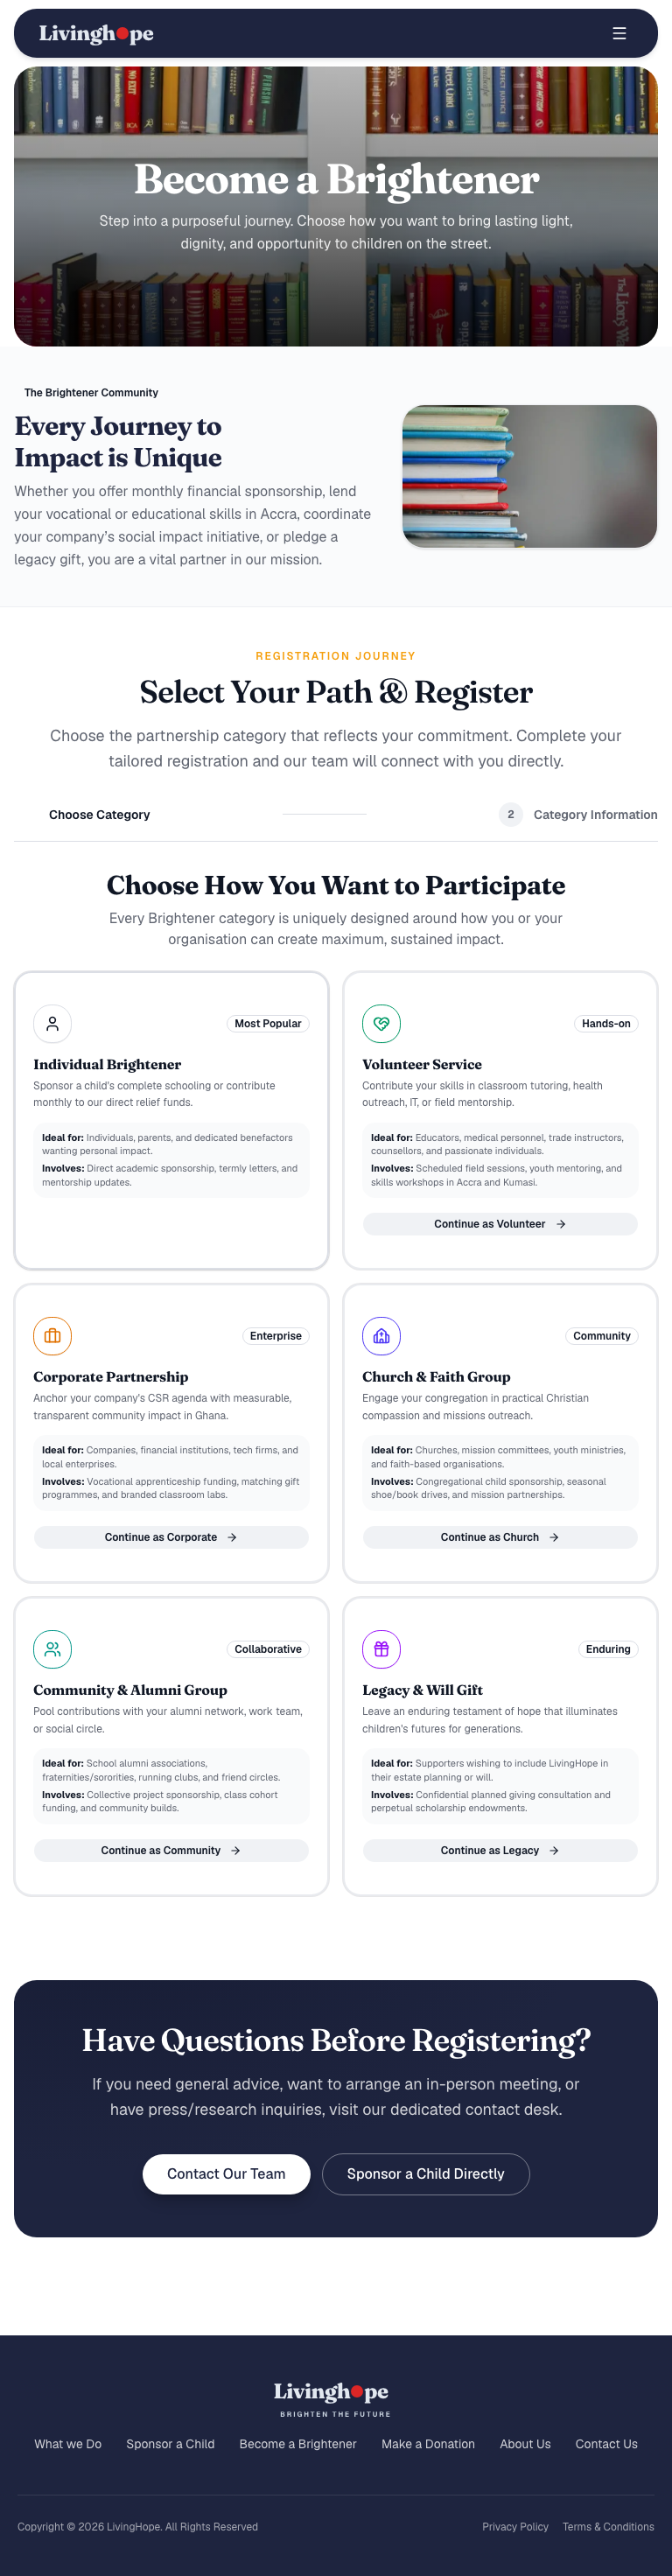 Livinghope
Become a Brightener
Step into a purposeful journey. Choose how you want to bring lasting light,
dignity, and opportunity to children on the street.
The Brightener Community
Every Journey to
Impact is Unique
Whether you offer monthly financial sponsorship, lend
your vocational or educational skills in Accra, coordinate
your company's social impact initiative, or pledge a
legacy gift, you are a vital partner in our mission.
REGISTRATION JOURNEY
Select Your Path & Register
Choose the partnership category that reflects your commitment. Complete your
tailored registration and our team will connect with you directly.
Choose Category
2 Category Information
Choose How You Want to Participate
Every Brightener category is uniquely designed around how you or your
organisation can create maximum, sustained impact.
Most Popular
Individual Brightener
Sponsor a child's complete schooling or contribute
monthly to our direct relief funds.
Ideal for: Individuals, parents, and dedicated benefactors
wanting personal impact.
Involves: Direct academic sponsorship, termly letters, and
mentorship updates.
Hands-on
Volunteer Service
Contribute your skills in classroom tutoring, health
outreach, IT, or field mentorship.
Ideal for: Educators, medical personnel, trade instructors,
counsellors, and passionate individuals.
Involves: Scheduled field sessions, youth mentoring, and
skills workshops in Accra and Kumasi.
Continue as Volunteer
Enterprise
Corporate Partnership
Anchor your company's CSR agenda with measurable,
transparent community impact in Ghana.
Ideal for: Companies, financial institutions, tech firms, and
local enterprises.
Involves: Vocational apprenticeship funding, matching gift
programmes, and branded classroom labs.
Continue as Corporate
Community
Church & Faith Group
Engage your congregation in practical Christian
compassion and missions outreach.
Ideal for: Churches, mission committees, youth ministries,
and faith-based organisations.
Involves: Congregational child sponsorship, seasonal
shoe/book drives, and mission partnerships.
Continue as Church
Collaborative
Community & Alumni Group
Pool contributions with your alumni network, work team,
or social circle.
Ideal for: School alumni associations,
fraternities/sororities, running clubs, and friend circles.
Involves: Collective project sponsorship, class cohort
funding, and community builds.
Continue as Community
Enduring
Legacy & Will Gift
Leave an enduring testament of hope that illuminates
children's futures for generations.
Ideal for: Supporters wishing to include LivingHope in
their estate planning or will.
Involves: Confidential planned giving consultation and
perpetual scholarship endowments.
Continue as Legacy
Have Questions Before Registering?
If you need general advice, want to arrange an in-person meeting, or
have press/research inquiries, visit our dedicated contact desk.
Contact Our Team
Sponsor a Child Directly
Livinghope
BRIGHTEN THE FUTURE
What we Do
Sponsor a Child
Become a Brightener
Make a Donation
About Us
Contact Us
Copyright © 2026 LivingHope. All Rights Reserved
Privacy Policy
Terms & Conditions